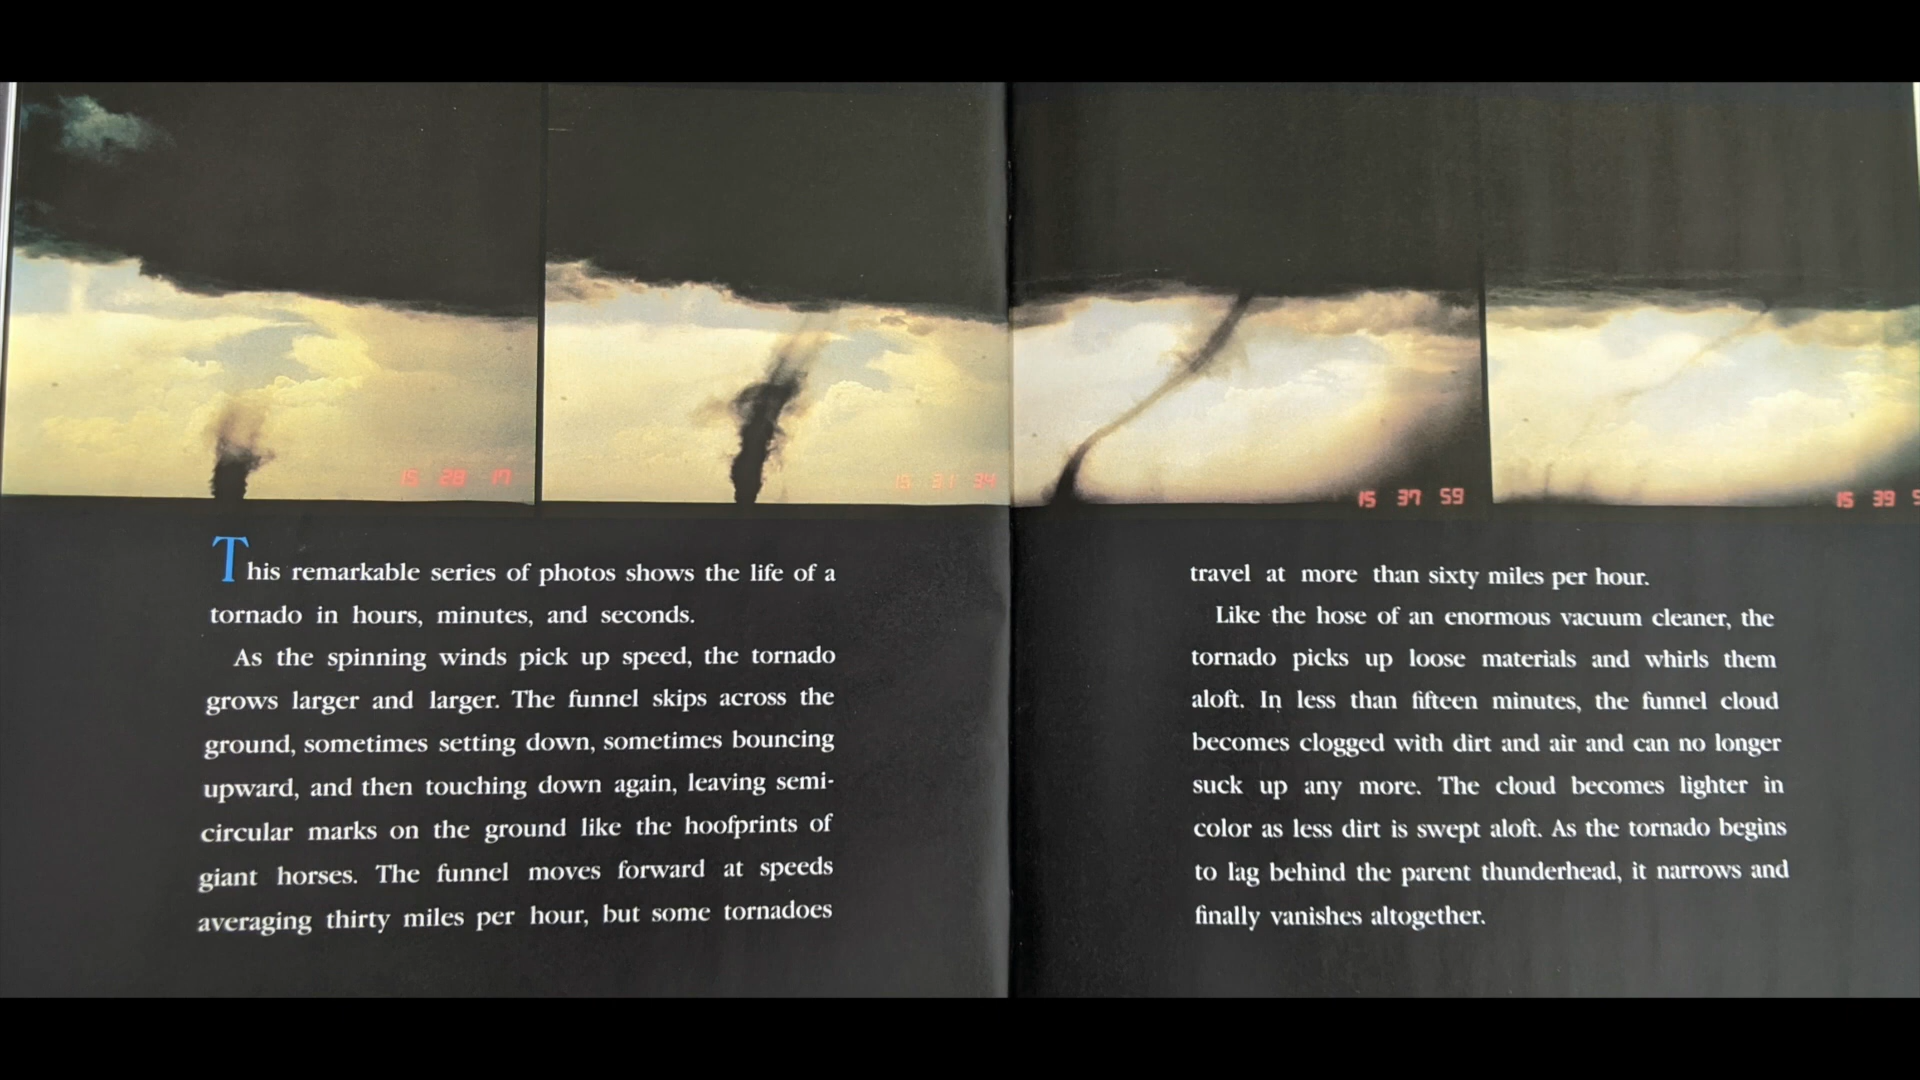 15 28 17
15 31 34
15 37 59
15 39 5
This remarkable series of photos shows the life of a
tornado in hours, minutes, and seconds.
As the spinning winds pick up speed, the tornado
grows larger and larger. The funnel skips across the
ground, sometimes setting down, sometimes bouncing
upward, and then touching down again, leaving semi-
circular marks on the ground like the hoofprints of
giant horses. The funnel moves forward at speeds
averaging thirty miles per hour, but some tornadoes
travel at more than sixty miles per hour.
Like the hose of an enormous vacuum cleaner, the
tornado picks up loose materials and whirls them
aloft. In less than fifteen minutes, the funnel cloud
becomes clogged with dirt and air and can no longer
suck up any more. The cloud becomes lighter in
color as less dirt is swept aloft. As the tornado begins
to lag behind the parent thunderhead, it narrows and
finally vanishes altogether.